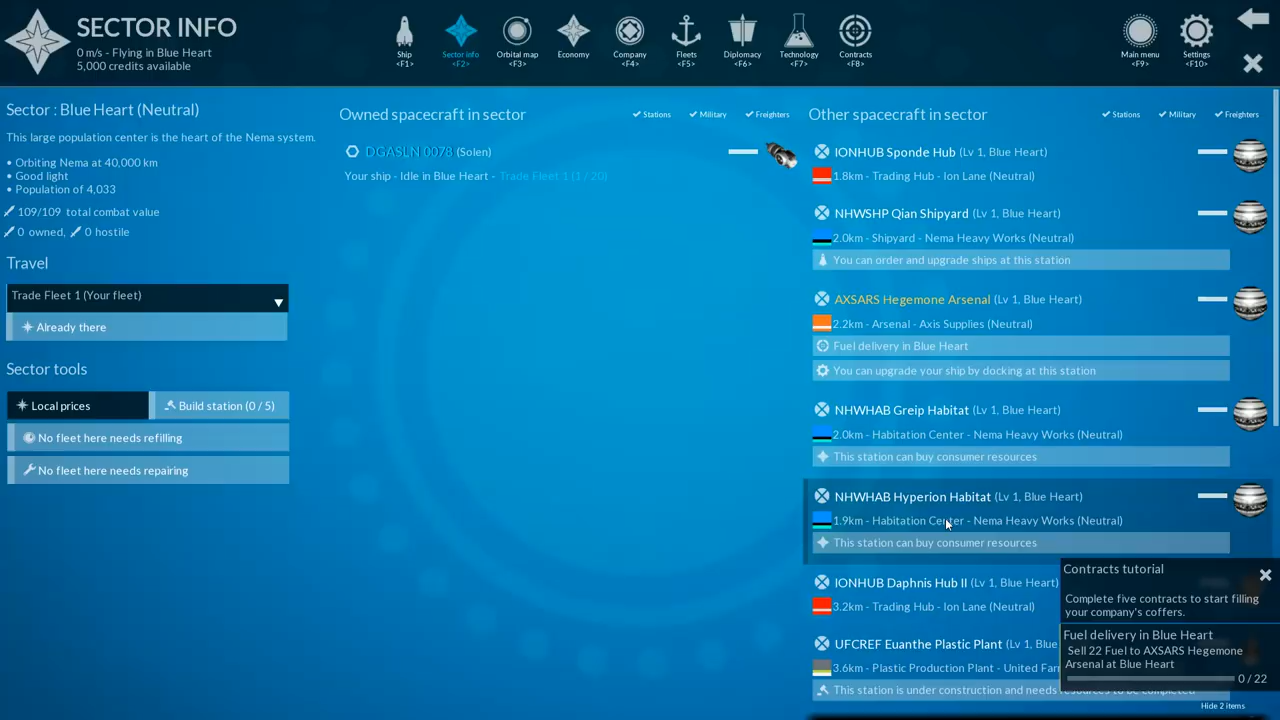 SECTOR INFO
0 m/s - Flying in Blue Heart
5,000 credits available
Ship
<F1>
Sector info
<F2>
Orbital map
<F3>
Economy
Company
<F4>
Fleets
<F5>
Diplomacy
<F6>
Technology
<F7>
Contracts
<F8>
Main menu
<F9>
Settings
<F10>
Sector : Blue Heart (Neutral)
This large population center is the heart of the Nema system.
• Orbiting Nema at 40,000 km
• Good light
• Population of 4,033
109/109 total combat value
0 owned, 0 hostile
Travel
Trade Fleet 1 (Your fleet)
Already there
Sector tools
Local prices
Build station (0 / 5)
No fleet here needs refilling
No fleet here needs repairing
Owned spacecraft in sector
Stations
Military
Freighters
DGASLN 0078 (Solen)
Your ship - Idle in Blue Heart - Trade Fleet 1 (1 / 20)
Other spacecraft in sector
Stations
Military
Freighters
IONHUB Sponde Hub (Lv 1, Blue Heart)
1.8km - Trading Hub - Ion Lane (Neutral)
NHWSHP Qian Shipyard (Lv 1, Blue Heart)
2.0km - Shipyard - Nema Heavy Works (Neutral)
You can order and upgrade ships at this station
AXSARS Hegemone Arsenal (Lv 1, Blue Heart)
2.2km - Arsenal - Axis Supplies (Neutral)
Fuel delivery in Blue Heart
You can upgrade your ship by docking at this station
NHWHAB Greip Habitat (Lv 1, Blue Heart)
2.0km - Habitation Center - Nema Heavy Works (Neutral)
This station can buy consumer resources
NHWHAB Hyperion Habitat (Lv 1, Blue Heart)
1.9km - Habitation Center - Nema Heavy Works (Neutral)
This station can buy consumer resources
IONHUB Daphnis Hub II (Lv 1, Blue Heart)
3.2km - Trading Hub - Ion Lane (Neutral)
UFCREF Euanthe Plastic Plant (Lv 1, Blue
3.6km - Plastic Production Plant - United Far
This station is under construction and needs resources to be completed
Contracts tutorial
Complete five contracts to start filling
your company's coffers.
Fuel delivery in Blue Heart
Sell 22 Fuel to AXSARS Hegemone
Arsenal at Blue Heart
0 / 22
Hide 2 items